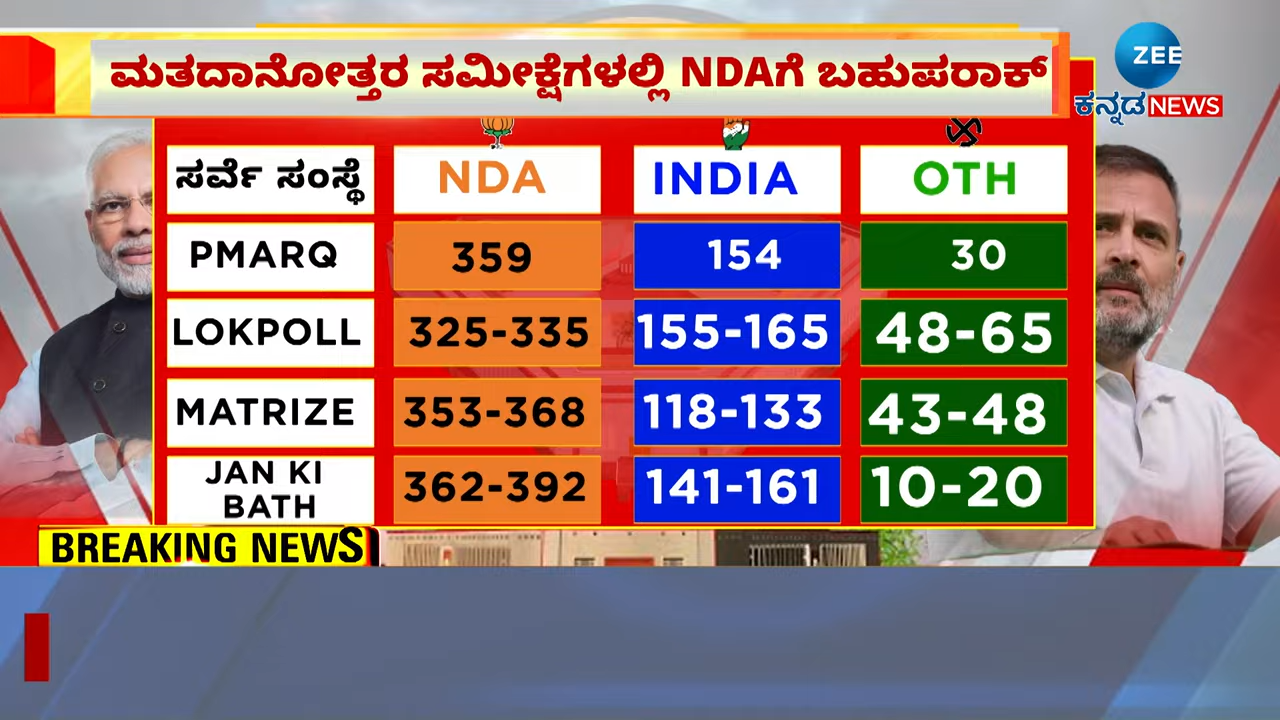 ಮತದಾನೋತ್ತರ ಸಮೀಕ್ಷೆಗಳಲ್ಲಿ NDAಗೆ ಬಹುಪರಾಕ್
ZEE
ಕನ್ನಡ NEWS
ಸರ್ವೆ ಸಂಸ್ಥೆ NDA INDIA OTH
PMARQ 359 154 30
LOKPOLL 325-335 155-165 48-65
MATRIZE 353-368 118-133 43-48
JAN KI BATH 362-392 141-161 10-20
BREAKING NEWS